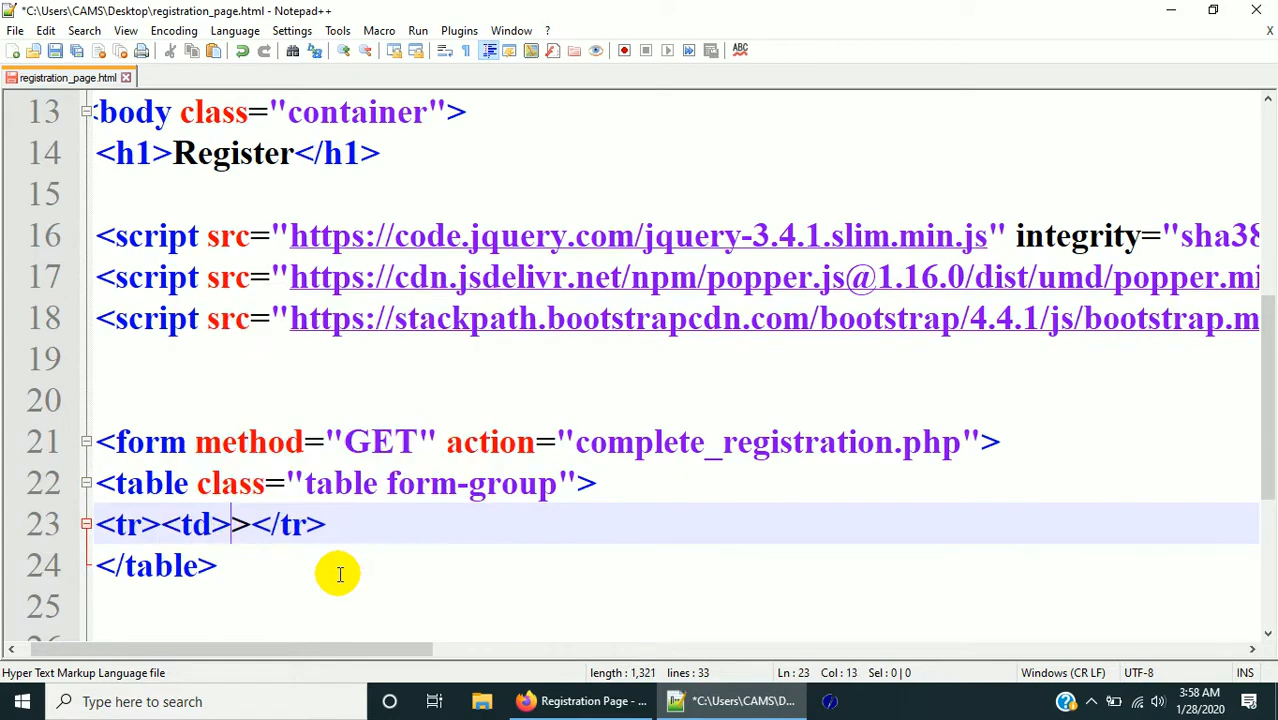 *C:\Users\CAMS\Desktop\registration_page.html - Notepad++
File Edit Search View Encoding Language Settings Tools Macro Run Plugins Window ? X
ABC
registration_page.html
13 <body class="container">
14 <h1>Register</h1>
15
16 <script src="https://code.jquery.com/jquery-3.4.1.slim.min.js" integrity="sha38
17 <script src="https://cdn.jsdelivr.net/npm/popper.js@1.16.0/dist/umd/popper.mi
18 <script src="https://stackpath.bootstrapcdn.com/bootstrap/4.4.1/js/bootstrap.m
19
20
21 <form method="GET" action="complete_registration.php">
22 <table class="table form-group">
23 <tr><td>></tr>
24 </table>
25
Hyper Text Markup Language file length : 1,321 lines : 33 Ln : 23 Col : 13 Sel : 0 | 0 Windows (CR LF) UTF-8 INS
Type here to search Registration Page - ... *C:\Users\CAMS\D... 3:58 AM
1/28/2020